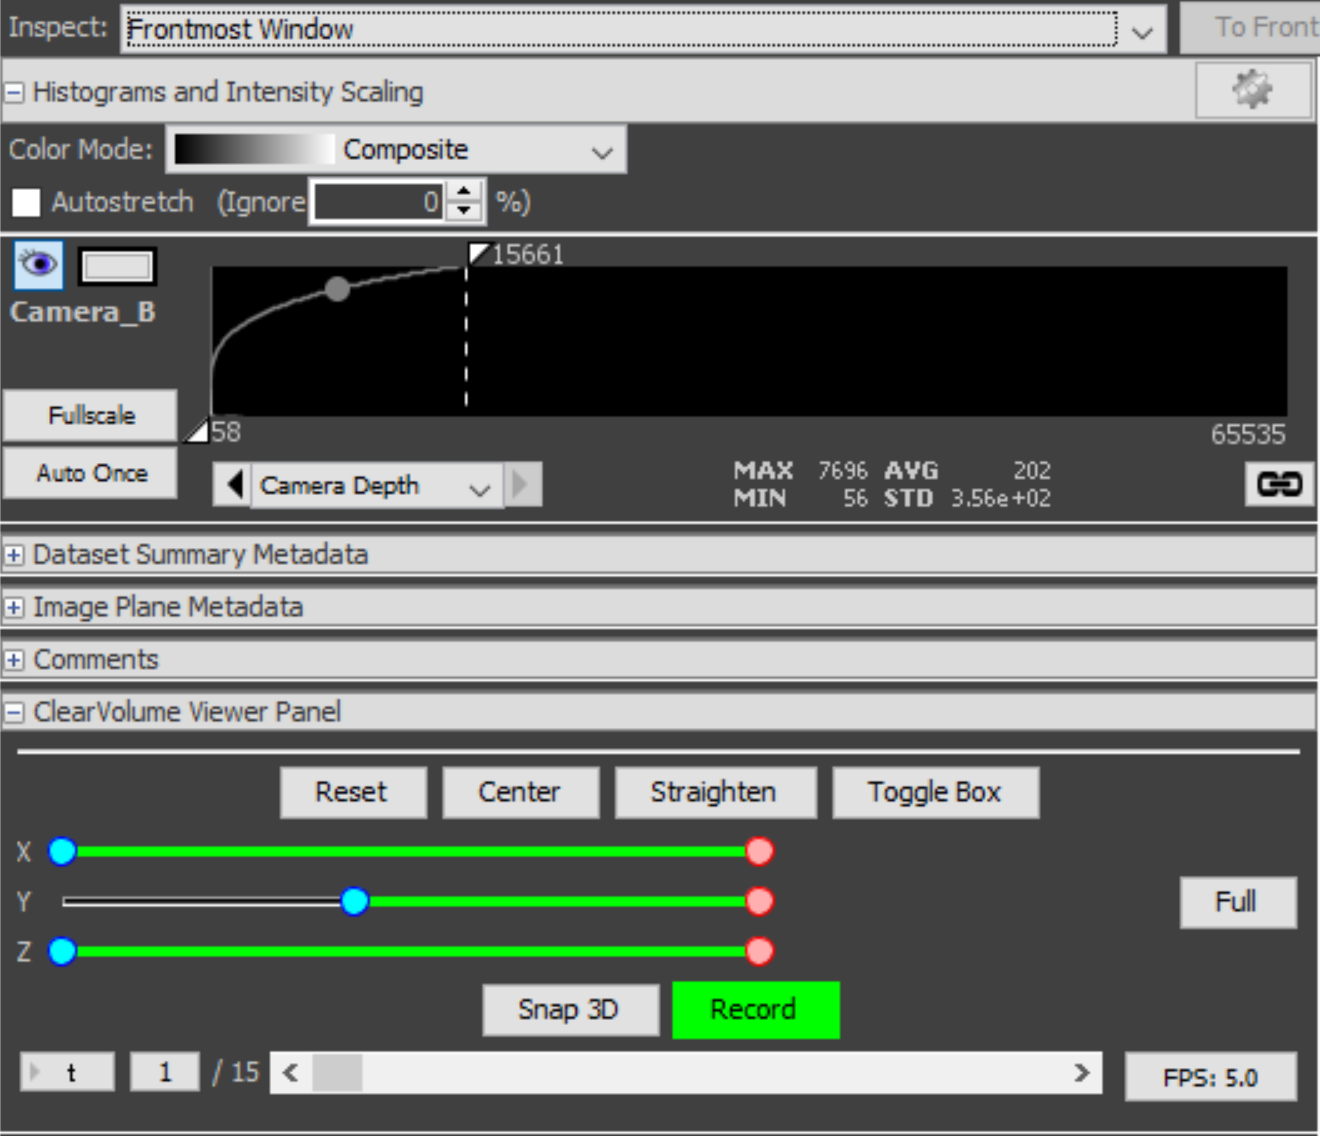 Inspect: Frontmost Window To Front
Histograms and Intensity Scaling
Color Mode: Composite
Autostretch (Ignore 0 %)
15661
Camera_B
Fullscale
58
65535
Auto Once
Camera Depth
MAX 7696 AVG 202
MIN 56 STD 3.56e+02
Dataset Summary Metadata
Image Plane Metadata
Comments
ClearVolume Viewer Panel
Reset Center Straighten Toggle Box
X
Y
Full
Z
Snap 3D Record
t 1 / 15 < > FPS: 5.0